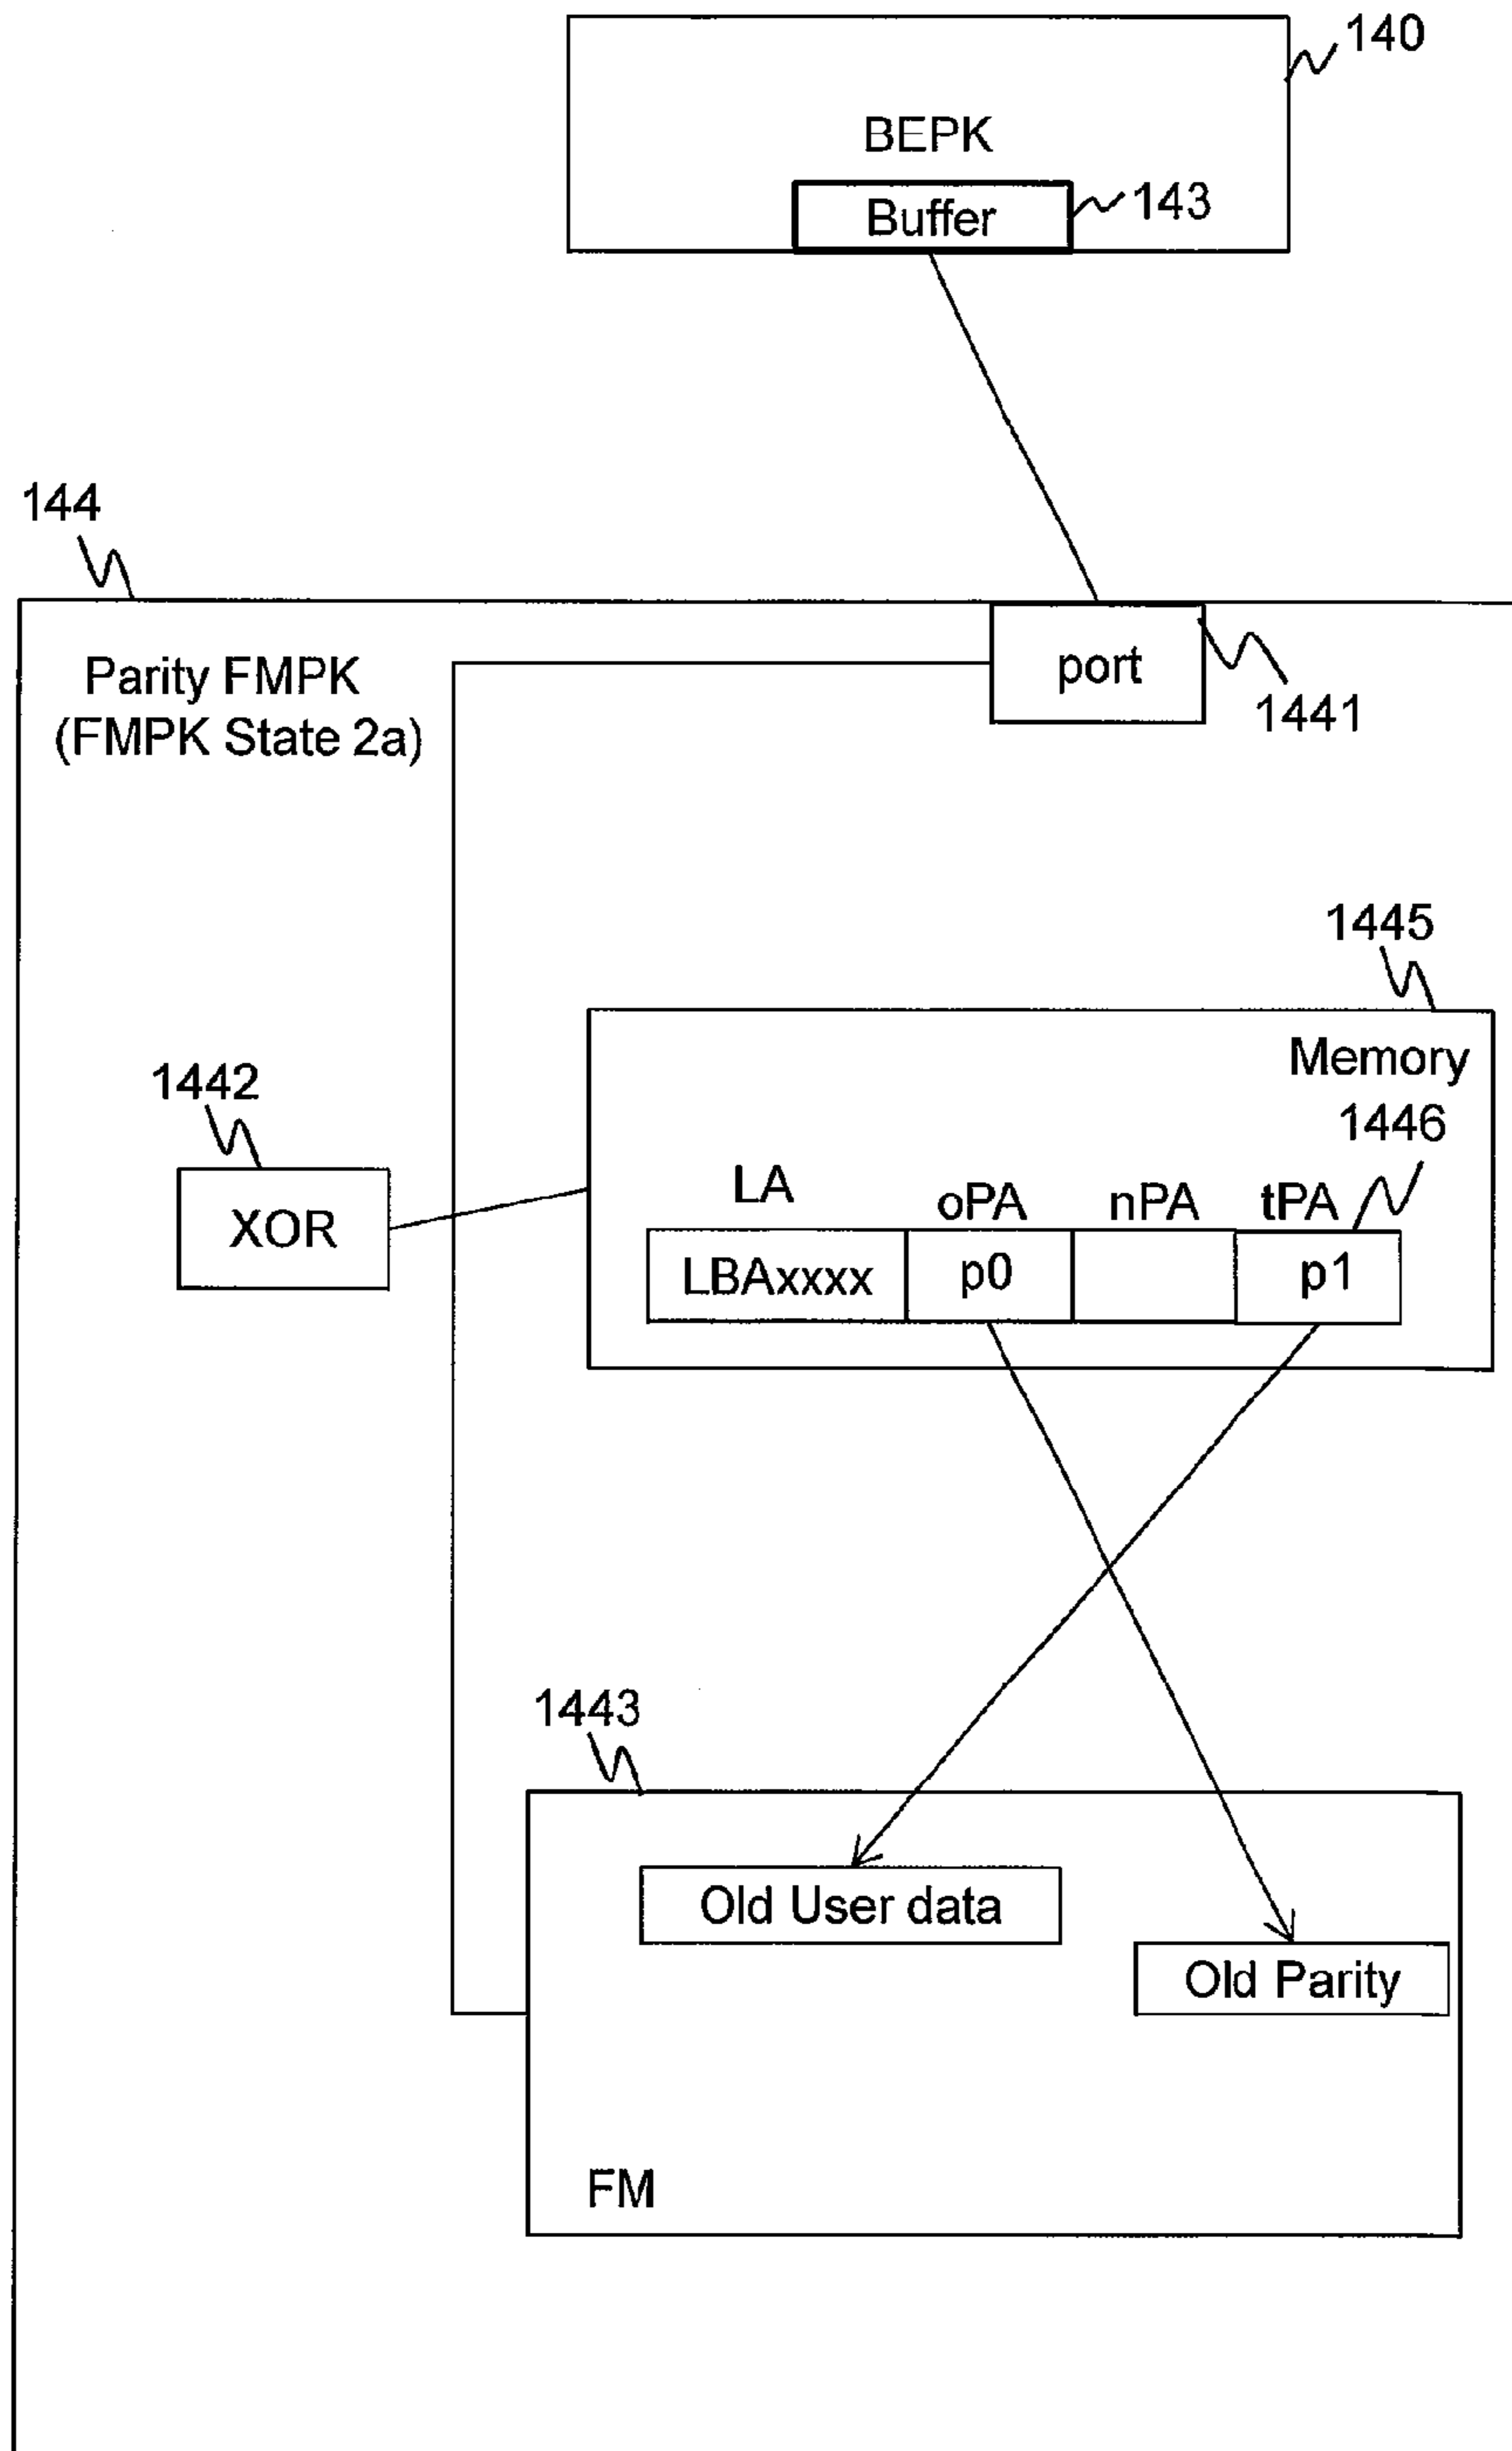 140
BEPK
Buffer
143
144
Parity FMPK
(FMPK State 2a)
port
1441
1445
Memory
1442
1446
XOR
LA
oPA
nPA
tPA
LBAxxxx
p0
p1
1443
Old User data
Old Parity
FM